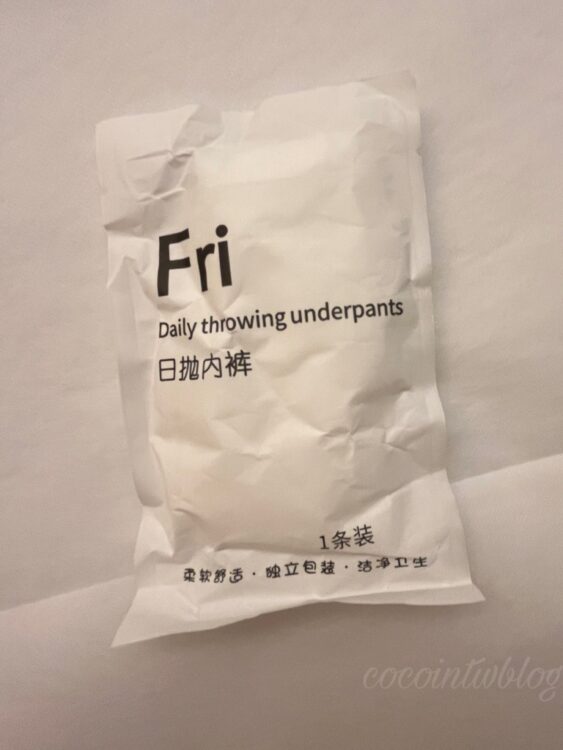 Fri
Daily throwing underpants
日抛内裤
1条装
柔软舒适·独立包装·洁净卫生
cocointwblog